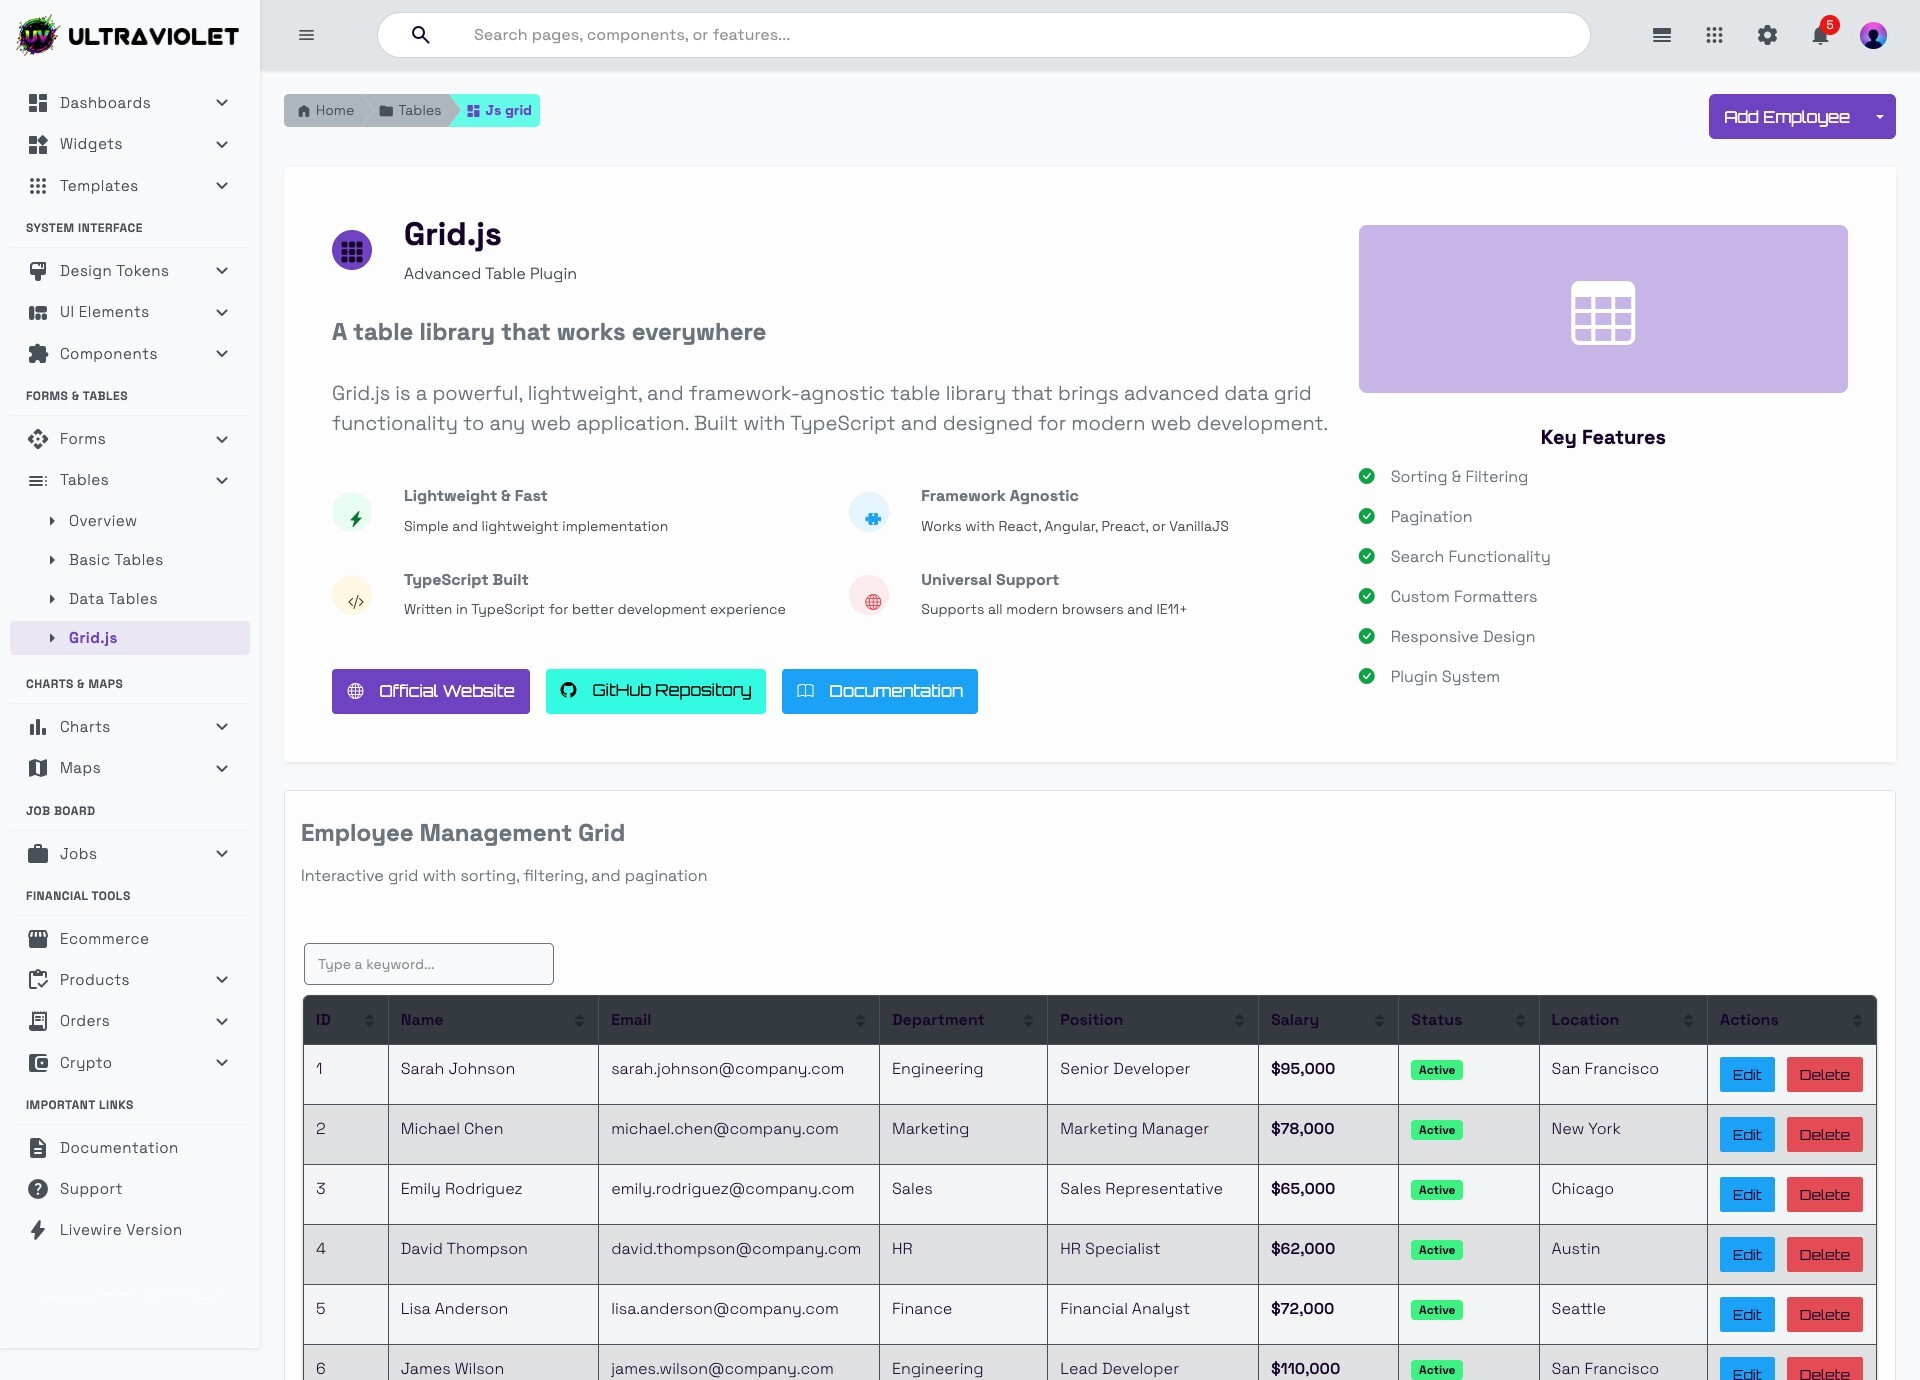 ULTRAVIOLET
Search pages, components, or features...
5
Dashboards
Widgets
Templates
SYSTEM INTERFACE
Design Tokens
UI Elements
Components
FORMS & TABLES
Forms
Tables
Overview
Basic Tables
Data Tables
Grid.js
CHARTS & MAPS
Charts
Maps
JOB BOARD
Jobs
FINANCIAL TOOLS
Ecommerce
Products
Orders
Crypto
IMPORTANT LINKS
Documentation
Support
Livewire Version
Home Tables Js grid
Add Employee
Grid.js
Advanced Table Plugin
A table library that works everywhere
Grid.js is a powerful, lightweight, and framework-agnostic table library that brings advanced data grid
functionality to any web application. Built with TypeScript and designed for modern web development.
Lightweight & Fast
Simple and lightweight implementation
Framework Agnostic
Works with React, Angular, Preact, or VanillaJS
TypeScript Built
Written in TypeScript for better development experience
Universal Support
Supports all modern browsers and IE11+
Official Website GitHub Repository Documentation
Key Features
Sorting & Filtering
Pagination
Search Functionality
Custom Formatters
Responsive Design
Plugin System
Employee Management Grid
Interactive grid with sorting, filtering, and pagination
Type a keyword...
ID Name Email Department Position Salary Status Location Actions
1 Sarah Johnson sarah.johnson@company.com Engineering Senior Developer $95,000 Active San Francisco Edit Delete
2 Michael Chen michael.chen@company.com Marketing Marketing Manager $78,000 Active New York Edit Delete
3 Emily Rodriguez emily.rodriguez@company.com Sales Sales Representative $65,000 Active Chicago Edit Delete
4 David Thompson david.thompson@company.com HR HR Specialist $62,000 Active Austin Edit Delete
5 Lisa Anderson lisa.anderson@company.com Finance Financial Analyst $72,000 Active Seattle Edit Delete
6 James Wilson james.wilson@company.com Engineering Lead Developer $110,000 Active San Francisco Edit Delete